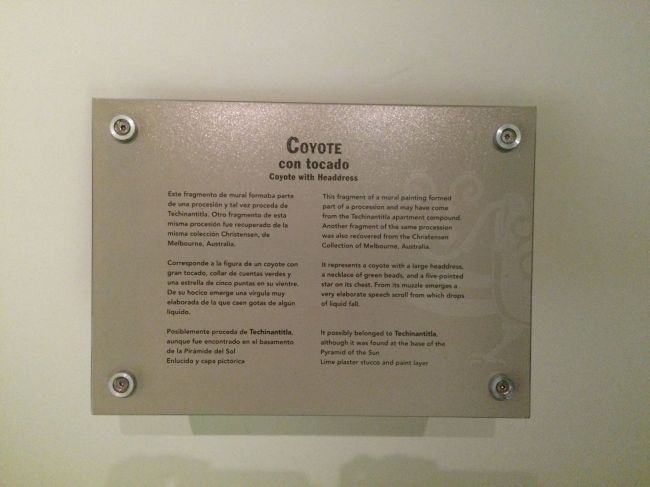 COYOTE
con tocado
Coyote with Headdress
Este fragmento de mural formaba parte
de una procesión y tal vez proceda de
Techinantitla. Otro fragmento de esta
misma procesión fue recuperado de la
misma colección Christensen, de
Melbourne, Australia.
Corresponde a la figura de un coyote con
gran tocado, collar de cuentas verdes y
una estrella de cinco puntas en su vientre.
De su hocico emerge una vírgula muy
elaborada de la que caen gotas de algún
líquido.
Posiblemente proceda de Techinantitla,
aunque fue encontrado en el basamento
de la Pirámide del Sol
Enlucido y capa pictórica
This fragment of a mural painting formed
part of a procession and may have come
from the Techinantitla apartment compound.
Another fragment of the same procession
was also recovered from the Christensen
Collection of Melbourne, Australia.
It represents a coyote with a large headdress,
a necklace of green beads, and a five-pointed
star on its chest. From its muzzle emerges a
very elaborate speech scroll from which drops
of liquid fall.
It possibly belonged to Techinantitla,
although it was found at the base of the
Pyramid of the Sun
Lime plaster stucco and paint layer